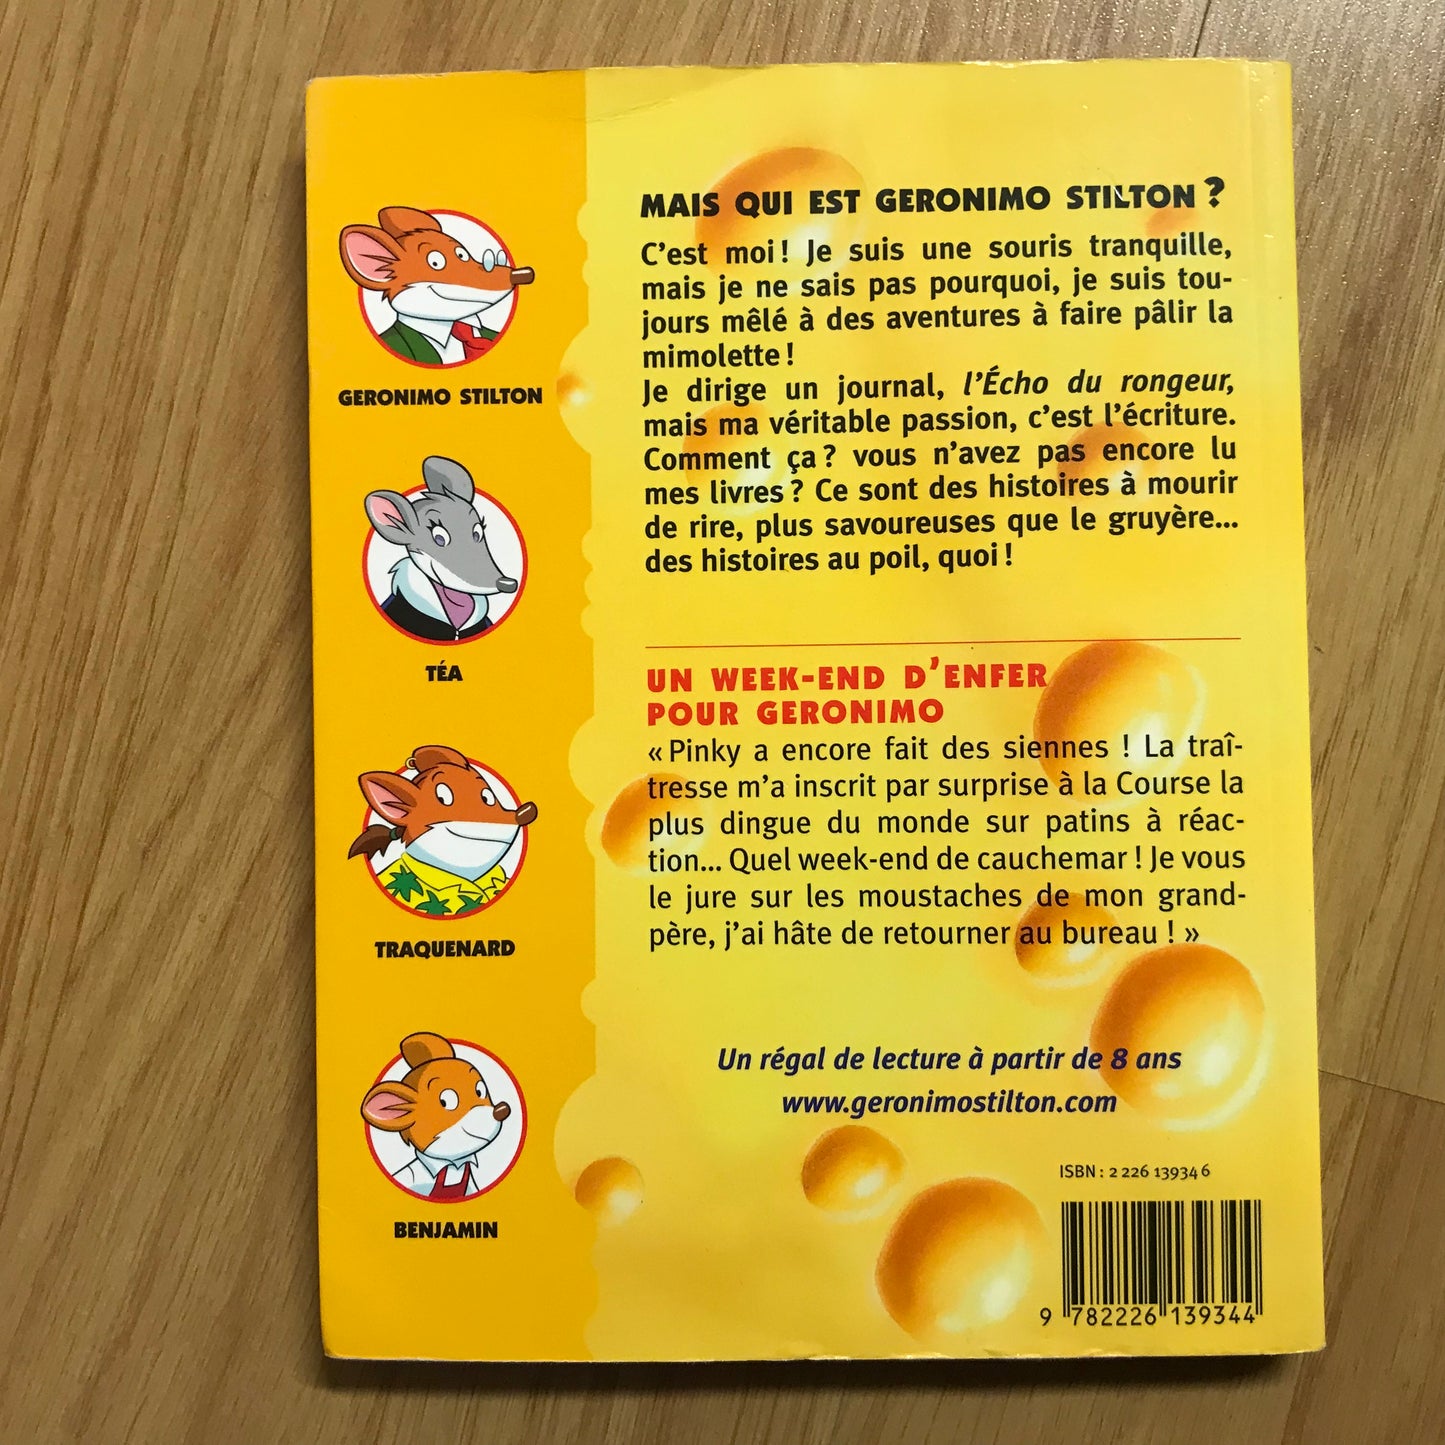 GERONIMO STILTON
TÉA
TRAQUENARD
BENJAMIN
MAIS QUI EST GERONIMO STILTON ?
C'est moi ! Je suis une souris tranquille,
mais je ne sais pas pourquoi, je suis tou-
jours mêlé à des aventures à faire pâlir la
mimolette !
Je dirige un journal, l'Écho du rongeur,
mais ma véritable passion, c'est l'écriture.
Comment ça ? vous n'avez pas encore lu
mes livres ? Ce sont des histoires à mourir
de rire, plus savoureuses que le gruyère...
des histoires au poil, quoi !
UN WEEK-END D'ENFER
POUR GERONIMO
« Pinky a encore fait des siennes ! La traî-
tresse m'a inscrit par surprise à la Course la
plus dingue du monde sur patins à réac-
tion... Quel week-end de cauchemar ! Je vous
le jure sur les moustaches de mon grand-
père, j'ai hâte de retourner au bureau ! »
Un régal de lecture à partir de 8 ans
www.geronimostilton.com
ISBN : 2 226 13934 6
9 782226 139344